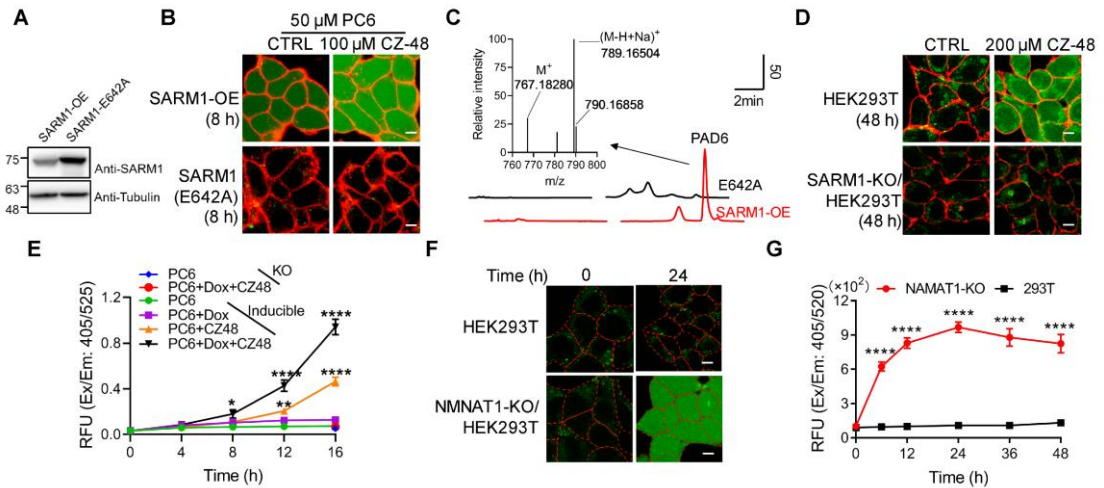 A
SARM1-OE
SARM1-E642A
75
Anti-SARM1
63
48
Anti-Tubulin
B
50 µM PC6
CTRL 100 µM CZ-48
SARM1-OE
(8 h)
SARM1
(E642A)
(8 h)
C
Relative intensity
100
80
60
40
20
0
760 770 780 790 800
m/z
M⁺
767.18280
(M-H+Na)⁺
789.16504
790.16858
50
2min
PAD6
E642A
SARM1-OE
D
CTRL 200 µM CZ-48
HEK293T
(48 h)
SARM1-KO/
HEK293T
(48 h)
E
PC6
PC6+Dox+CZ48
KO
PC6
PC6+Dox
PC6+CZ48
PC6+Dox+CZ48
Inducible
RFU (Ex/Em: 405/525)
1.2
0.8
0.4
0.0
* **** ** **** ****
0 4 8 12 16
Time (h)
F
Time (h) 0 24
HEK293T
NMNAT1-KO/
HEK293T
G
(×10²)
NAMAT1-KO 293T
RFU (Ex/Em: 405/520)
12
9
6
3
0
**** **** **** **** ****
0 12 24 36 48
Time (h)